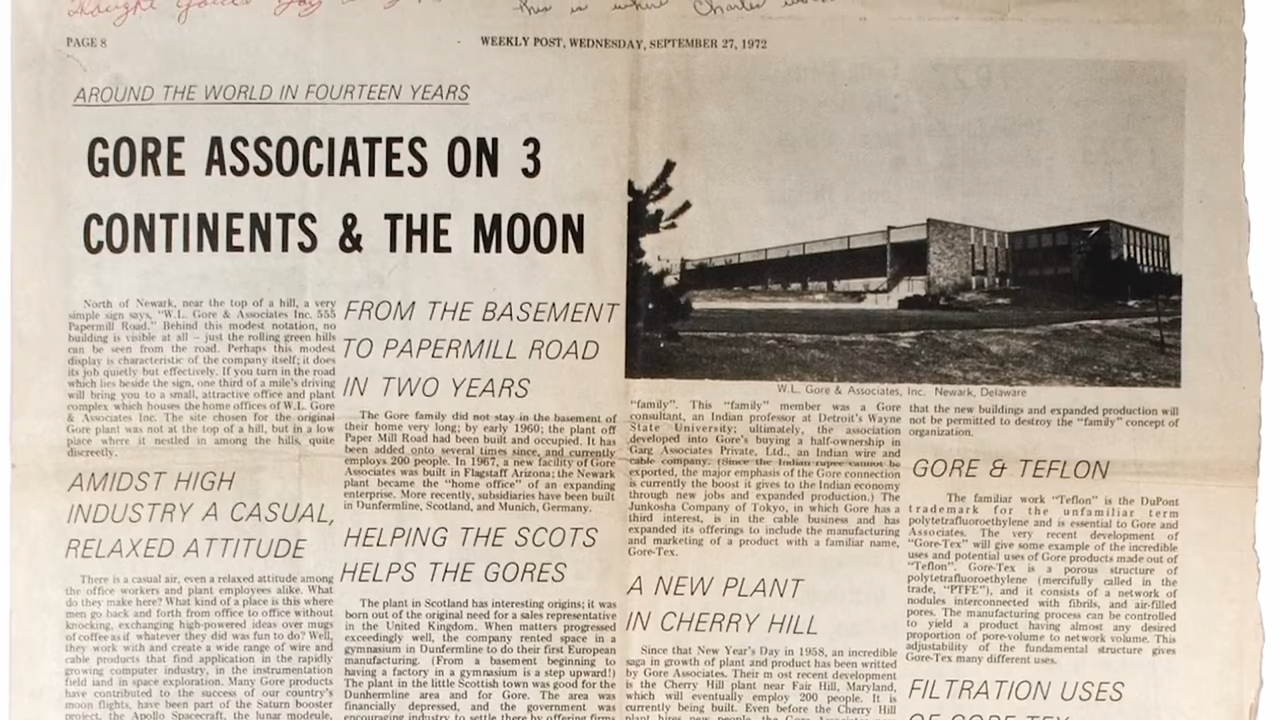 Thought you'd
this is where Charles
PAGE 8
WEEKLY POST, WEDNESDAY, SEPTEMBER 27, 1972
AROUND THE WORLD IN FOURTEEN YEARS
GORE ASSOCIATES ON 3
CONTINENTS & THE MOON
North of Newark, near the top of a hill, a very
simple sign says, "W.L. Gore & Associates Inc. 555
Papermill Road." Behind this modest notation, no
building is visible at all — just the rolling green hills
can be seen from the road. Perhaps this modest
display is characteristic of the company itself; it does
its job quietly but effectively. If you turn in the road
which lies beside the sign, one third of a mile's driving
will bring you to a small, attractive office and plant
complex which houses the home offices of W.L. Gore
& Associates Inc. The site chosen for the original
Gore plant was not at the top of a hill, but in a low
place where it nestled in among the hills, quite
discreetly.
AMIDST HIGH
INDUSTRY A CASUAL,
RELAXED ATTITUDE
There is a casual air, even a relaxed attitude among
the office workers and plant employees alike. What
do they make here? What kind of a place is this where
men go back and forth from office to office without
knocking, exchanging high-powered ideas over mugs
of coffee as if whatever they did was fun to do? Well,
they work with and create a wide range of wire and
cable products that find application in the rapidly
growing computer industry, in the instrumentation
field and in space exploration. Many Gore products
have contributed to the success of our country's
moon flights, have been part of the Saturn booster
project, the Apollo Spacecraft, the lunar modeule,
FROM THE BASEMENT
TO PAPERMILL ROAD
IN TWO YEARS
The Gore family did not stay in the basement of
their home very long; by early 1960; the plant off
Paper Mill Road had been built and occupied. It has
been added onto several times since, and currently
employs 200 people. In 1967, a new facility of Gore
Associates was built in Flagstaff Arizona; the Newark
plant became the "home office" of an expanding
enterprise. More recently, subsidiaries have been built
in Dunfermline, Scotland, and Munich, Germany.
HELPING THE SCOTS
HELPS THE GORES
The plant in Scotland has interesting origins; it was
born out of the original need for a sales representative
in the United Kingdom. When matters progressed
exceedingly well, the company rented space in a
gymnasium in Dunfermline to do their first European
manufacturing. (From a basement beginning to
having a factory in a gymnasium is a step upward!)
The plant in the little Scottish town was good for the
Dunhermline area and for Gore. The area was
financially depressed, and the government was
encouraging industry to settle there by offering firms
W.L. Gore & Associates, Inc. Newark, Delaware
"family". This "family" member was a Gore
consultant, an Indian professor at Detroit's Wayne
State University; ultimately, the association
developed into Gore's buying a half-ownership in
Garg Associates Private, Ltd., an Indian wire and
cable company. (Since the Indian rupee cannot be
exported, the major emphasis of the Gore connection
is currently the boost it gives to the Indian economy
through new jobs and expanded production.) The
Junkosha Company of Tokyo, in which Gore has a
third interest, is in the cable business and has
expanded its offerings to include the manufacturing
and marketing of a product with a familiar name,
Gore-Tex.
A NEW PLANT
IN CHERRY HILL
Since that New Year's Day in 1958, an incredible
saga in growth of plant and product has been writted
by Gore Associates. Their m ost recent development
is the Cherry Hill plant near Fair Hill, Maryland,
which will eventually employ 200 people. It is
currently being built. Even before the Cherry Hill
plant hires new people, the Gore Associates
that the new buildings and expanded production will
not be permitted to destroy the "family" concept of
organization.
GORE & TEFLON
The familiar work "Teflon" is the DuPont
trademark for the unfamiliar term
polytetrafluoroethylene and is essential to Gore and
Associates. The very recent development of
"Gore-Tex" will give some example of the incredible
uses and potential uses of Gore products made out of
"Teflon". Gore-Tex is a porous structure of
polytetrafluoroethylene (mercifully called in the
trade, "PTFE"), and it consists of a network of
nodules interconnected with fibrils, and air-filled
pores. The manufacturing process can be controlled
to yield a product having almost any desired
proportion of pore-volume to network volume. This
adjustability of the fundamental structure gives
Gore-Tex many different uses.
FILTRATION USES
OF GORE-TEX